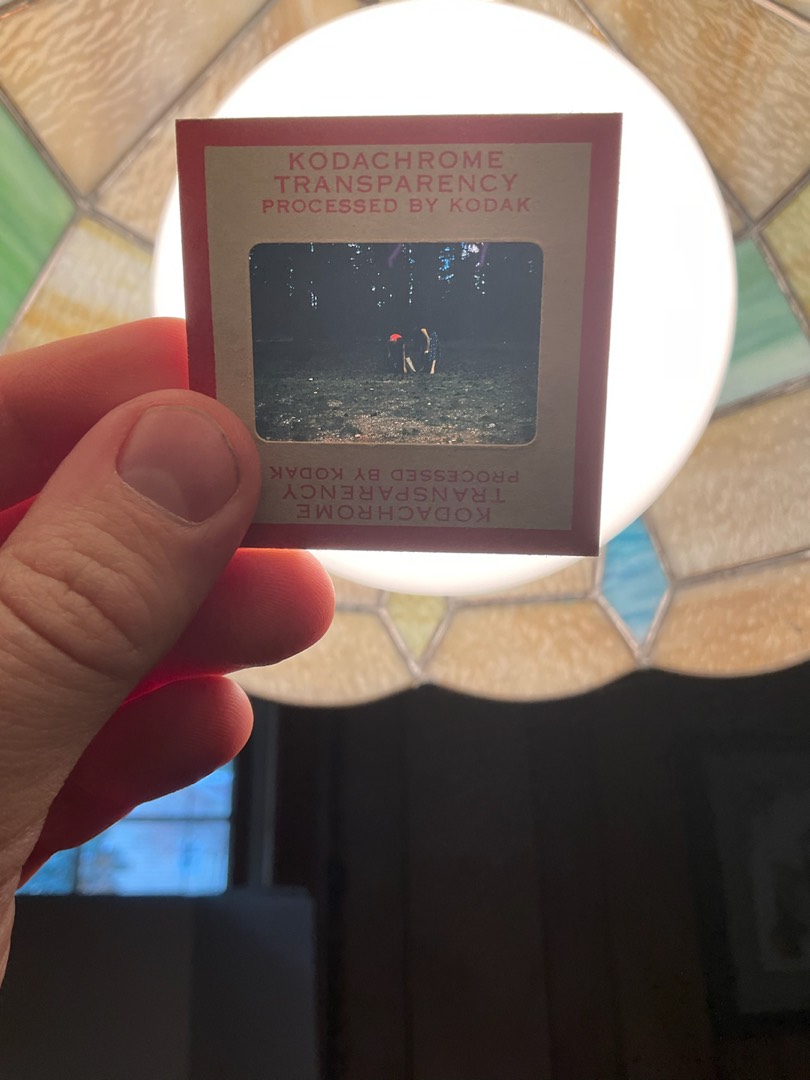 KODACHROME
TRANSPARENCY
PROCESSED BY KODAK
PROCESSED BY KODAK
TRANSPARENCY
KODACHROME